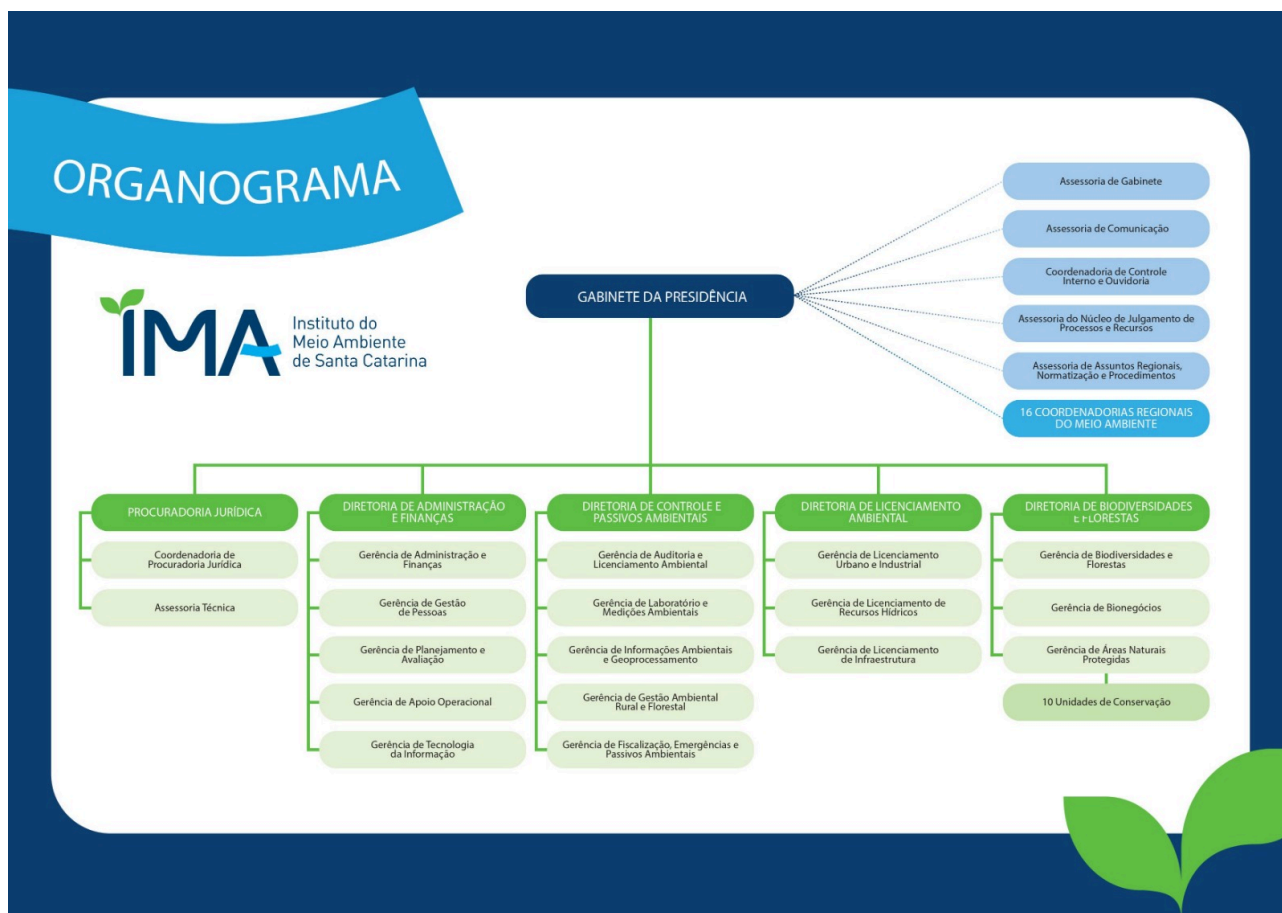 ORGANOGRAMA
IMA
Instituto do
Meio Ambiente
de Santa Catarina
GABINETE DA PRESIDÊNCIA
Assessoria de Gabinete
Assessoria de Comunicação
Coordenadoria de Controle
Interno e Ouvidoria
Assessoria do Núcleo de Julgamento de
Processos e Recursos
Assessoria de Assuntos Regionais,
Normatização e Procedimentos
16 COORDENADORIAS REGIONAIS
DO MEIO AMBIENTE
PROCURADORIA JURÍDICA
Coordenadoria de
Procuradoria Jurídica
Assessoria Técnica
DIRETORIA DE ADMINISTRAÇÃO
E FINANÇAS
Gerência de Administração e
Finanças
Gerência de Gestão
de Pessoas
Gerência de Planejamento e
Avaliação
Gerência de Apoio Operacional
Gerência de Tecnologia
da Informação
DIRETORIA DE CONTROLE E
PASSIVOS AMBIENTAIS
Gerência de Auditoria e
Licenciamento Ambiental
Gerência de Laboratório e
Medições Ambientais
Gerência de Informações Ambientais
e Geoprocessamento
Gerência de Gestão Ambiental
Rural e Florestal
Gerência de Fiscalização, Emergências e
Passivos Ambientais
DIRETORIA DE LICENCIAMENTO
AMBIENTAL
Gerência de Licenciamento
Urbano e Industrial
Gerência de Licenciamento de
Recursos Hídricos
Gerência de Licenciamento
de Infraestrutura
DIRETORIA DE BIODIVERSIDADES
E FLORESTAS
Gerência de Biodiversidades e
Florestas
Gerência de Bionegócios
Gerência de Áreas Naturais
Protegidas
10 Unidades de Conservação